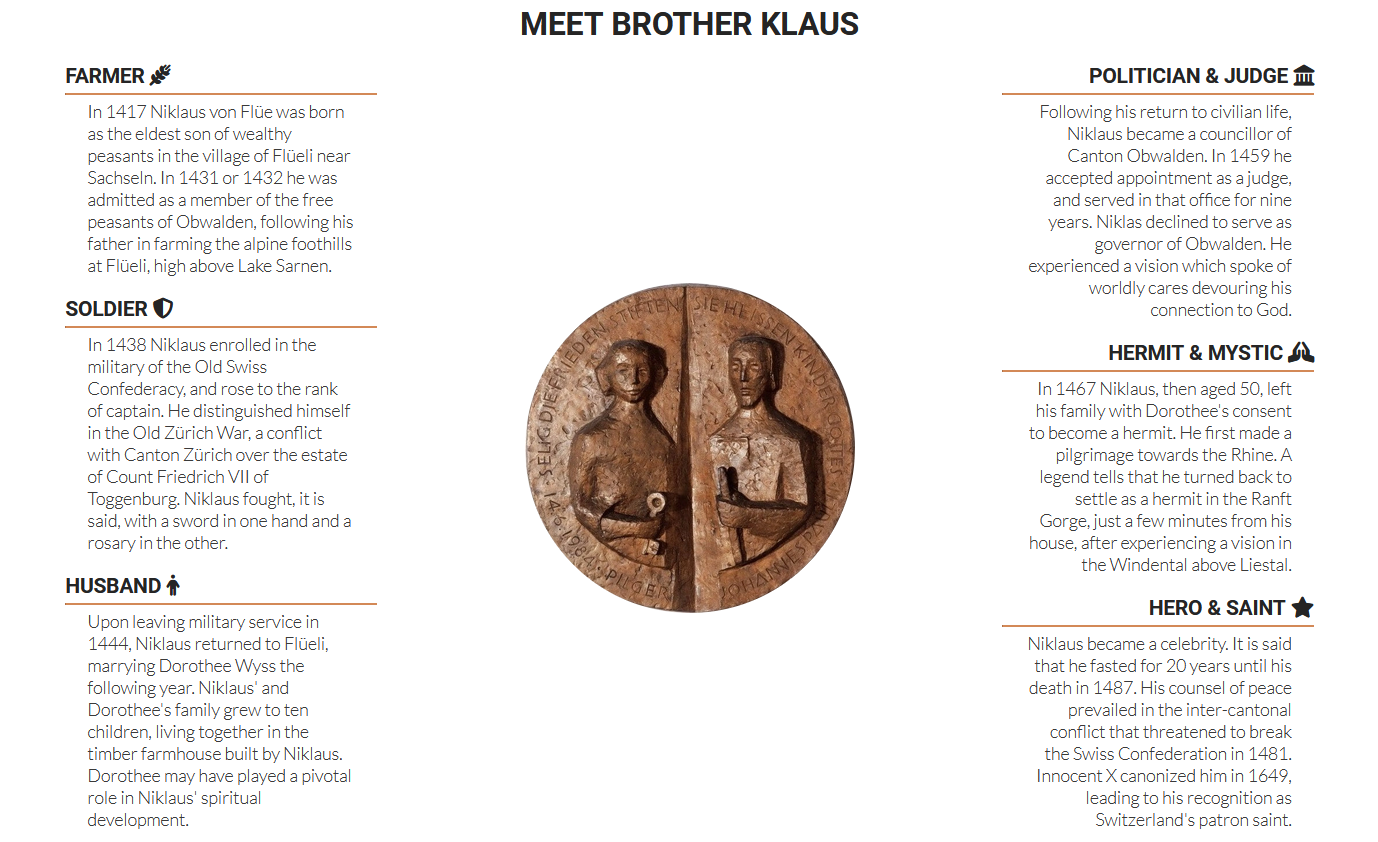 MEET BROTHER KLAUS
FARMER
In 1417 Niklaus von Flüe was born
as the eldest son of wealthy
peasants in the village of Flüeli near
Sachseln. In 1431 or 1432 he was
admitted as a member of the free
peasants of Obwalden, following his
father in farming the alpine foothills
at Flüeli, high above Lake Sarnen.
SOLDIER
In 1438 Niklaus enrolled in the
military of the Old Swiss
Confederacy, and rose to the rank
of captain. He distinguished himself
in the Old Zürich War, a conflict
with Canton Zürich over the estate
of Count Friedrich VII of
Toggenburg. Niklaus fought, it is
said, with a sword in one hand and a
rosary in the other.
HUSBAND
Upon leaving military service in
1444, Niklaus returned to Flüeli,
marrying Dorothee Wyss the
following year. Niklaus' and
Dorothee's family grew to ten
children, living together in the
timber farmhouse built by Niklaus.
Dorothee may have played a pivotal
role in Niklaus' spiritual
development.
SELIG DIE FRIEDEN STIFTEN SIE HEISSEN KINDER GOTTES
14·6·1984·PILGER JOHANNES PAUL
POLITICIAN & JUDGE
Following his return to civilian life,
Niklaus became a councillor of
Canton Obwalden. In 1459 he
accepted appointment as a judge,
and served in that office for nine
years. Niklas declined to serve as
governor of Obwalden. He
experienced a vision which spoke of
worldly cares devouring his
connection to God.
HERMIT & MYSTIC
In 1467 Niklaus, then aged 50, left
his family with Dorothee's consent
to become a hermit. He first made a
pilgrimage towards the Rhine. A
legend tells that he turned back to
settle as a hermit in the Ranft
Gorge, just a few minutes from his
house, after experiencing a vision in
the Windental above Liestal.
HERO & SAINT
Niklaus became a celebrity. It is said
that he fasted for 20 years until his
death in 1487. His counsel of peace
prevailed in the inter-cantonal
conflict that threatened to break
the Swiss Confederation in 1481.
Innocent X canonized him in 1649,
leading to his recognition as
Switzerland's patron saint.